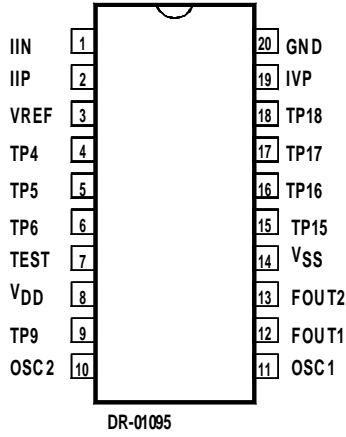 IIN 1 20 GND
IIP 2 19 IVP
VREF 3 18 TP18
TP4 4 17 TP17
TP5 5 16 TP16
TP6 6 15 TP15
TEST 7 14 VSS
VDD 8 13 FOUT2
TP9 9 12 FOUT1
OSC2 10 11 OSC1
DR-01095